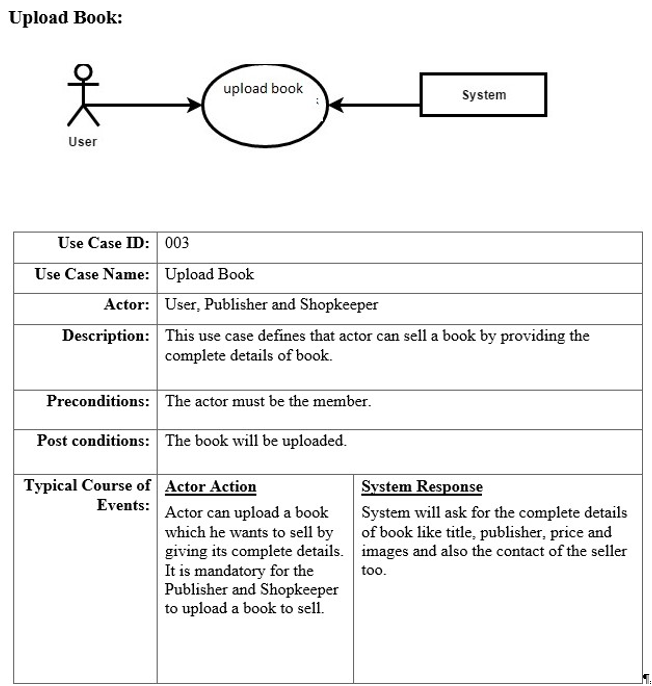 Upload Book:
upload book
:
System
User
Use Case ID: 003
Use Case Name: Upload Book
Actor: User, Publisher and Shopkeeper
Description: This use case defines that actor can sell a book by providing the
complete details of book.
Preconditions: The actor must be the member.
Post conditions: The book will be uploaded.
Typical Course of
Events:
Actor Action
Actor can upload a book
which he wants to sell by
giving its complete details.
It is mandatory for the
Publisher and Shopkeeper
to upload a book to sell.
System Response
System will ask for the complete details
of book like title, publisher, price and
images and also the contact of the seller
too.
¶